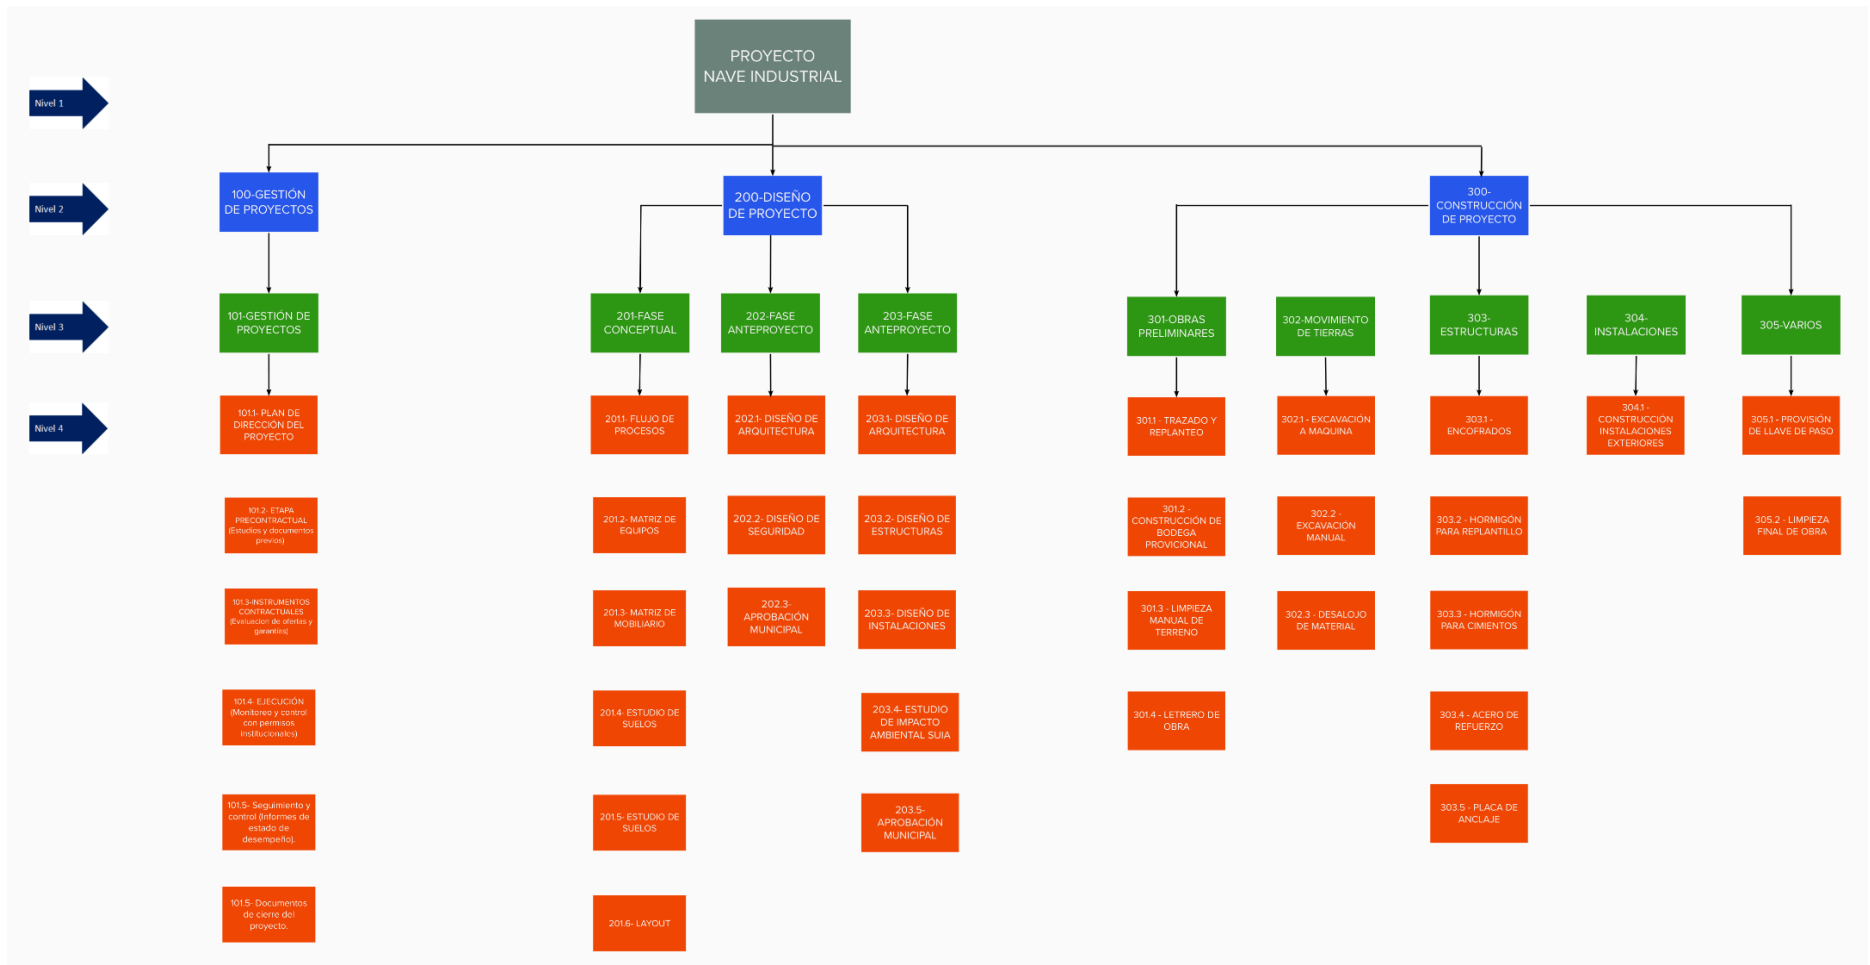 PROYECTO
NAVE INDUSTRIAL
Nivel 1
Nivel 2
100-GESTIÓN
DE PROYECTOS
200-DISEÑO
DE PROYECTO
300-
CONSTRUCCIÓN
DE PROYECTO
Nivel 3
101-GESTIÓN DE
PROYECTOS
201-FASE
CONCEPTUAL
202-FASE
ANTEPROYECTO
203-FASE
ANTEPROYECTO
301-OBRAS
PRELIMINARES
302-MOVIMIENTO
DE TIERRAS
303-
ESTRUCTURAS
304-
INSTALACIONES
305-VARIOS
Nivel 4
101.1- PLAN DE
DIRECCIÓN DEL
PROYECTO
201.1- FLUJO DE
PROCESOS
202.1- DISEÑO DE
ARQUITECTURA
203.1- DISEÑO DE
ARQUITECTURA
301.1 - TRAZADO Y
REPLANTEO
302.1 - EXCAVACIÓN
A MAQUINA
303.1 -
ENCOFRADOS
304.1 -
CONSTRUCCIÓN
INSTALACIONES
EXTERIORES
305.1 - PROVISIÓN
DE LLAVE DE PASO
101.2- ETAPA
PRECONTRACTUAL
(Estudios y documentos
previos)
201.2- MATRIZ DE
EQUIPOS
202.2- DISEÑO DE
SEGURIDAD
203.2- DISEÑO DE
ESTRUCTURAS
301.2 -
CONSTRUCCIÓN DE
BODEGA
PROVICIONAL
302.2 -
EXCAVACIÓN
MANUAL
303.2 - HORMIGÓN
PARA REPLANTILLO
305.2 - LIMPIEZA
FINAL DE OBRA
101.3-INSTRUMENTOS
CONTRACTUALES
(Evaluacion de ofertas y
garantías)
201.3- MATRIZ DE
MOBILIARIO
202.3-
APROBACIÓN
MUNICIPAL
203.3- DISEÑO DE
INSTALACIONES
301.3 - LIMPIEZA
MANUAL DE
TERRENO
302.3 - DESALOJO
DE MATERIAL
303.3 - HORMIGÓN
PARA CIMIENTOS
101.4- EJECUCIÓN
(Monitoreo y control
con permisos
institucionales)
201.4- ESTUDIO DE
SUELOS
203.4- ESTUDIO
DE IMPACTO
AMBIENTAL SUIA
301.4 - LETRERO DE
OBRA
303.4 - ACERO DE
REFUERZO
101.5- Seguimiento y
control (Informes de
estado de
desempeño).
201.5- ESTUDIO DE
SUELOS
203.5-
APROBACIÓN
MUNICIPAL
303.5 - PLACA DE
ANCLAJE
101.5- Documentos
de cierre del
proyecto.
201.6- LAYOUT